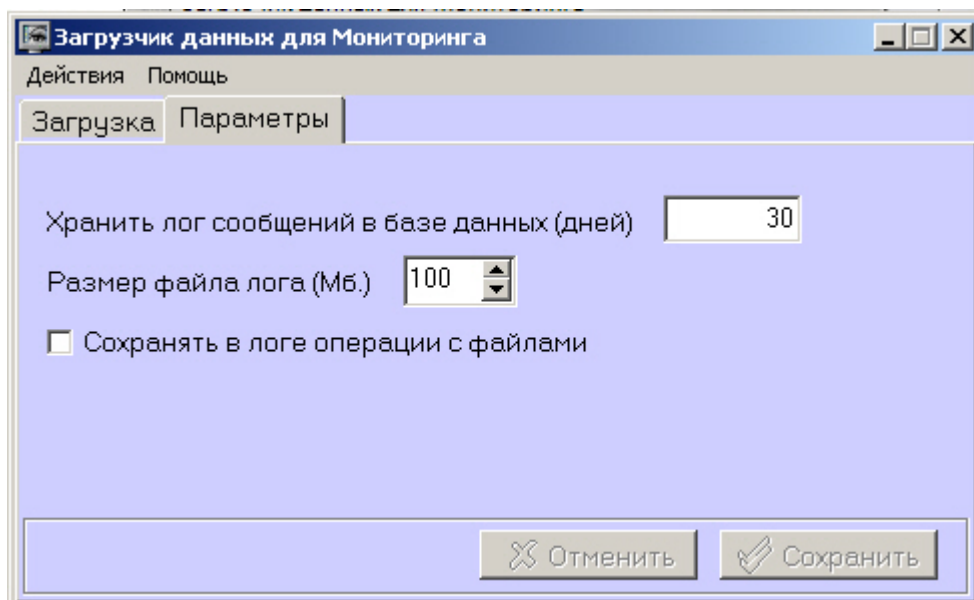 Загрузчик данных для Мониторинга
Действия Помощь
Загрузка Параметры
Хранить лог сообщений в базе данных (дней) 30
Размер файла лога (Мб.) 100
Сохранять в логе операции с файлами
Отменить Сохранить